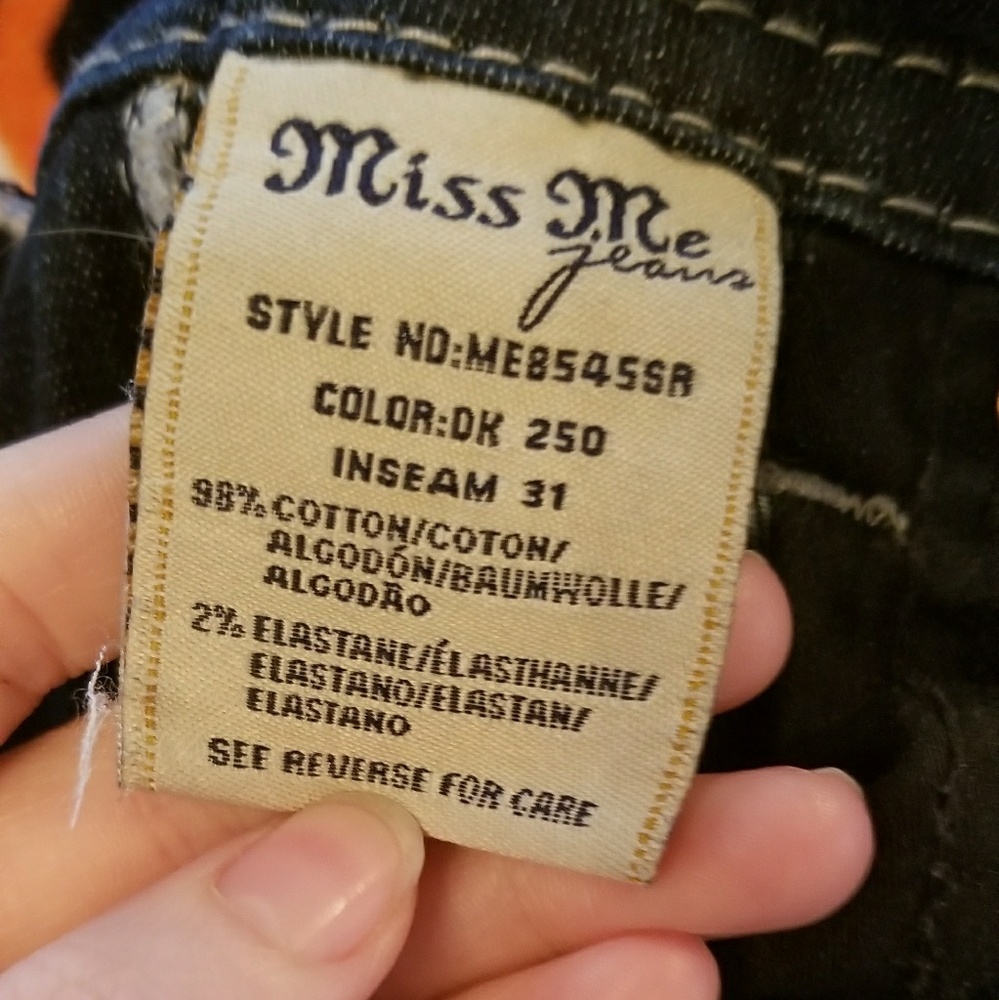 Miss Me
jeans
STYLE NO:ME8545SR
COLOR:DK 250
INSEAM 31
98% COTTON/COTON/
ALGODÓN/BAUMWOLLE/
ALGODÃO
2% ELASTANE/ÉLASTHANNE/
ELASTANO/ELASTAN/
ELASTANO
SEE REVERSE FOR CARE